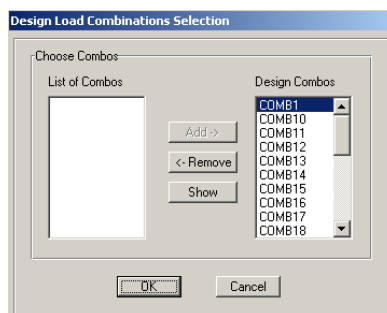 Design Load Combinations Selection
Choose Combos
List of Combos
Design Combos
Add ->
<- Remove
Show
COMB1
COMB10
COMB11
COMB12
COMB13
COMB14
COMB15
COMB16
COMB17
COMB18
OK
Cancel